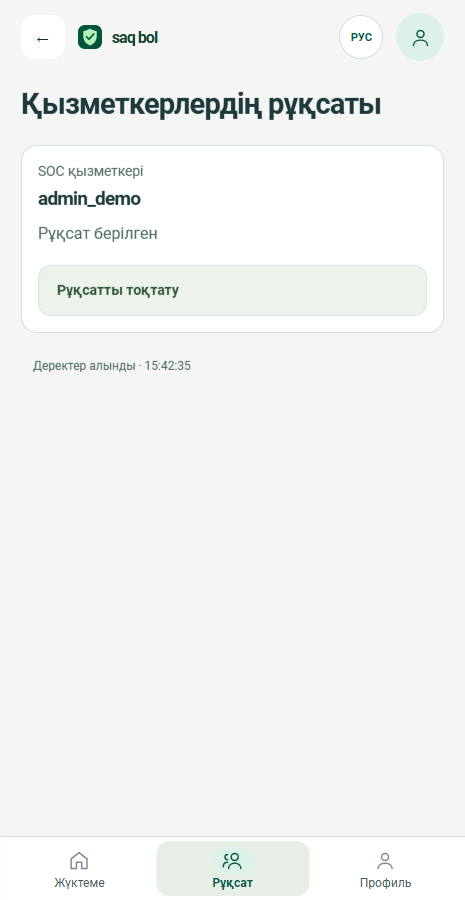 ←
saq bol
РУС
Қызметкерлердің рұқсаты
SOC қызметкері
admin_demo
Рұқсат берілген
Рұқсатты тоқтату
Деректер алынды · 15:42:35
Жүктеме
Рұқсат
Профиль